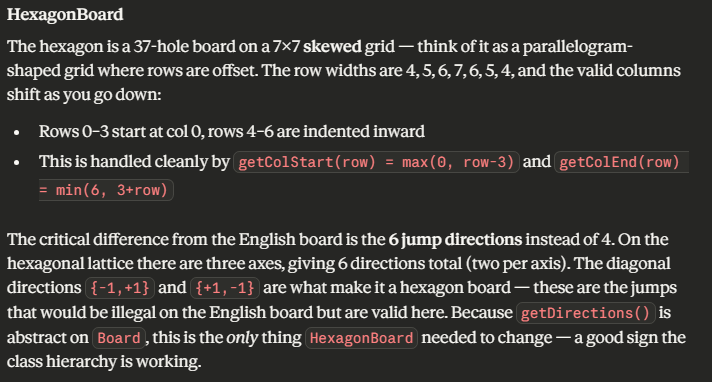 HexagonBoard
The hexagon is a 37-hole board on a 7×7 skewed grid — think of it as a parallelogram-
shaped grid where rows are offset. The row widths are 4, 5, 6, 7, 6, 5, 4, and the valid columns
shift as you go down:
• Rows 0–3 start at col 0, rows 4–6 are indented inward
• This is handled cleanly by getColStart(row) = max(0, row-3) and getColEnd(row)
= min(6, 3+row)
The critical difference from the English board is the 6 jump directions instead of 4. On the
hexagonal lattice there are three axes, giving 6 directions total (two per axis). The diagonal
directions {-1,+1} and {+1,-1} are what make it a hexagon board — these are the jumps
that would be illegal on the English board but are valid here. Because getDirections() is
abstract on Board, this is the only thing HexagonBoard needed to change — a good sign the
class hierarchy is working.